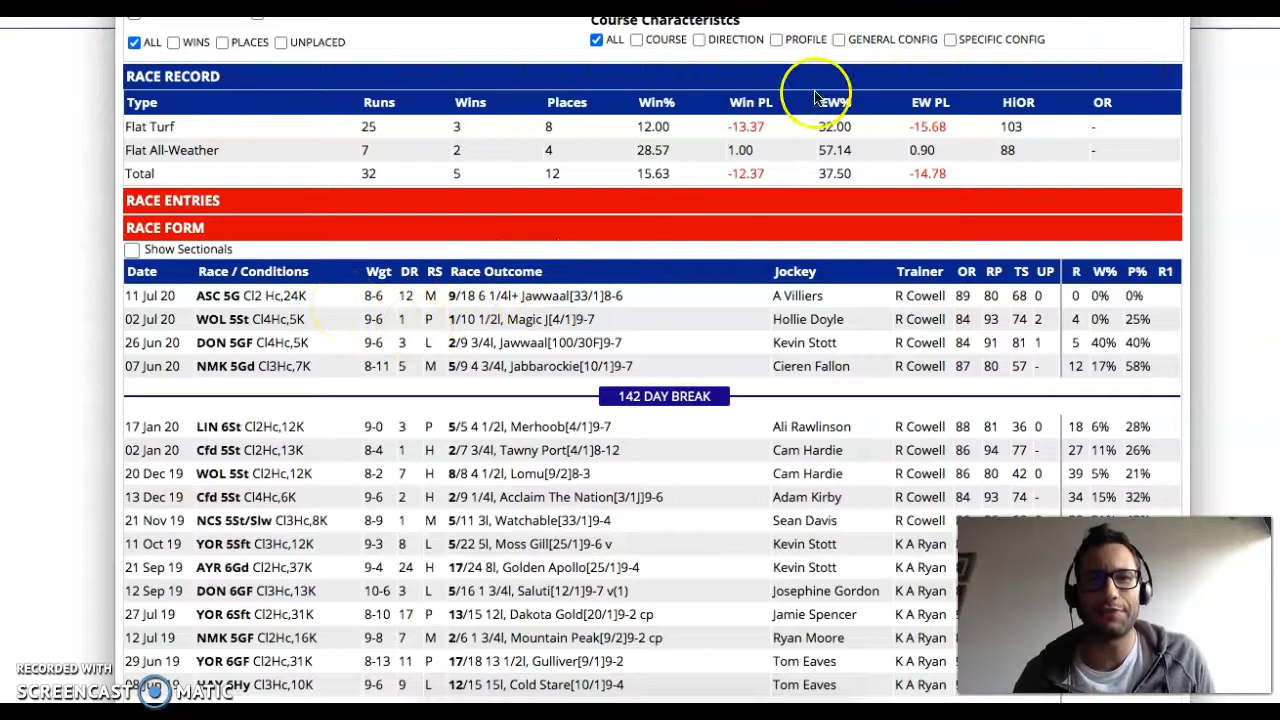 Course Characteristcs
ALL WINS PLACES UNPLACED
ALL COURSE DIRECTION PROFILE GENERAL CONFIG SPECIFIC CONFIG
RACE RECORD
Type Runs Wins Places Win% Win PL EW% EW PL HiOR OR
Flat Turf 25 3 8 12.00 -13.37 32.00 -15.68 103 -
Flat All-Weather 7 2 4 28.57 1.00 57.14 0.90 88 -
Total 32 5 12 15.63 -12.37 37.50 -14.78
RACE ENTRIES
RACE FORM
Show Sectionals
Date Race / Conditions Wgt DR RS Race Outcome Jockey Trainer OR RP TS UP R W% P% R1
11 Jul 20 ASC 5G Cl2 Hc,24K 8-6 12 M 9/18 6 1/4l+ Jawwaal[33/1]8-6 A Villiers R Cowell 89 80 68 0 0 0% 0%
02 Jul 20 WOL 5St Cl4Hc,5K 9-6 1 P 1/10 1/2l, Magic J[4/1]9-7 Hollie Doyle R Cowell 84 93 74 2 4 0% 25%
26 Jun 20 DON 5GF Cl4Hc,5K 9-6 3 L 2/9 3/4l, Jawwaal[100/30F]9-7 Kevin Stott R Cowell 84 91 81 1 5 40% 40%
07 Jun 20 NMK 5Gd Cl3Hc,7K 8-11 5 M 5/9 4 3/4l, Jabbarockie[10/1]9-7 Cieren Fallon R Cowell 87 80 57 - 12 17% 58%
142 DAY BREAK
17 Jan 20 LIN 6St Cl2Hc,12K 9-0 3 P 5/5 4 1/2l, Merhoob[4/1]9-7 Ali Rawlinson R Cowell 88 81 36 0 18 6% 28%
02 Jan 20 Cfd 5St Cl2Hc,13K 8-4 1 H 2/7 3/4l, Tawny Port[4/1]8-12 Cam Hardie R Cowell 86 94 77 - 27 11% 26%
20 Dec 19 WOL 5St Cl2Hc,12K 8-2 7 H 8/8 4 1/2l, Lomu[9/2]8-3 Cam Hardie R Cowell 86 80 42 0 39 5% 21%
13 Dec 19 Cfd 5St Cl4Hc,6K 9-6 2 H 2/9 1/4l, Acclaim The Nation[3/1J]9-6 Adam Kirby R Cowell 84 93 74 - 34 15% 32%
21 Nov 19 NCS 5St/Slw Cl3Hc,8K 8-9 1 M 5/11 3l, Watchable[33/1]9-4 Sean Davis R Cowell
11 Oct 19 YOR 5Sft Cl3Hc,12K 9-3 8 L 5/22 5l, Moss Gill[25/1]9-6 v Kevin Stott K A Ryan
21 Sep 19 AYR 6Gd Cl2Hc,37K 9-4 24 H 17/24 8l, Golden Apollo[25/1]9-4 Kevin Stott K A Ryan
12 Sep 19 DON 6GF Cl3Hc,13K 10-6 3 L 5/16 1 3/4l, Saluti[12/1]9-7 v(1) Josephine Gordon K A Ryan
27 Jul 19 YOR 6Sft Cl2Hc,31K 8-10 17 P 13/15 12l, Dakota Gold[20/1]9-2 cp Jamie Spencer K A Ryan
12 Jul 19 NMK 5GF Cl2Hc,16K 9-8 7 M 2/6 1 3/4l, Mountain Peak[9/2]9-2 cp Ryan Moore K A Ryan
29 Jun 19 YOR 6GF Cl2Hc,31K 8-13 11 P 17/18 13 1/2l, Gulliver[9/1]9-2 Tom Eaves K A Ryan
Cl3Hc,10K 9-6 9 L 12/15 15l, Cold Stare[10/1]9-4 Tom Eaves K A Ryan
RECORDED WITH
SCREENCAST MATIC